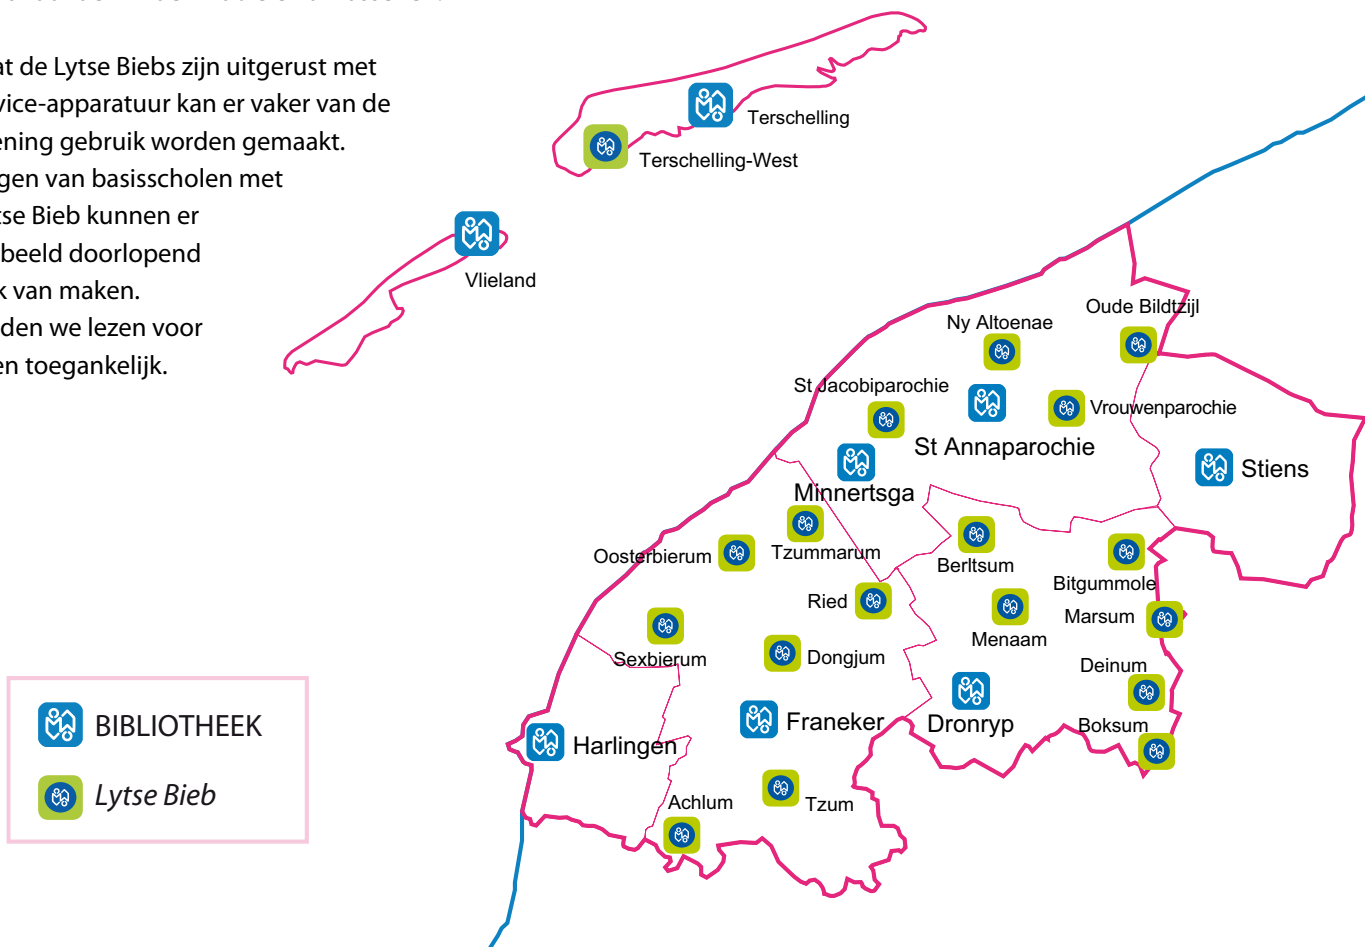 at de Lytse Biebs zijn uitgerust met
vice-apparatuur kan er vaker van de
ening gebruik worden gemaakt.
gen van basisscholen met
tse Bieb kunnen er
beeld doorlopend
k van maken.
den we lezen voor
en toegankelijk.
Terschelling
Terschelling-West
Vlieland
Oude Bildtzijl
Ny Altoenae
St Jacobiparochie
Vrouwenparochie
St Annaparochie
Stiens
Minnertsga
Oosterbierum
Tzummarum
Berltsum
Bitgummole
Ried
Marsum
Menaam
Sexbierum
Dongjum
Deinum
Franeker
Dronryp
Boksum
Harlingen
Achlum
Tzum
BIBLIOTHEEK
Lytse Bieb